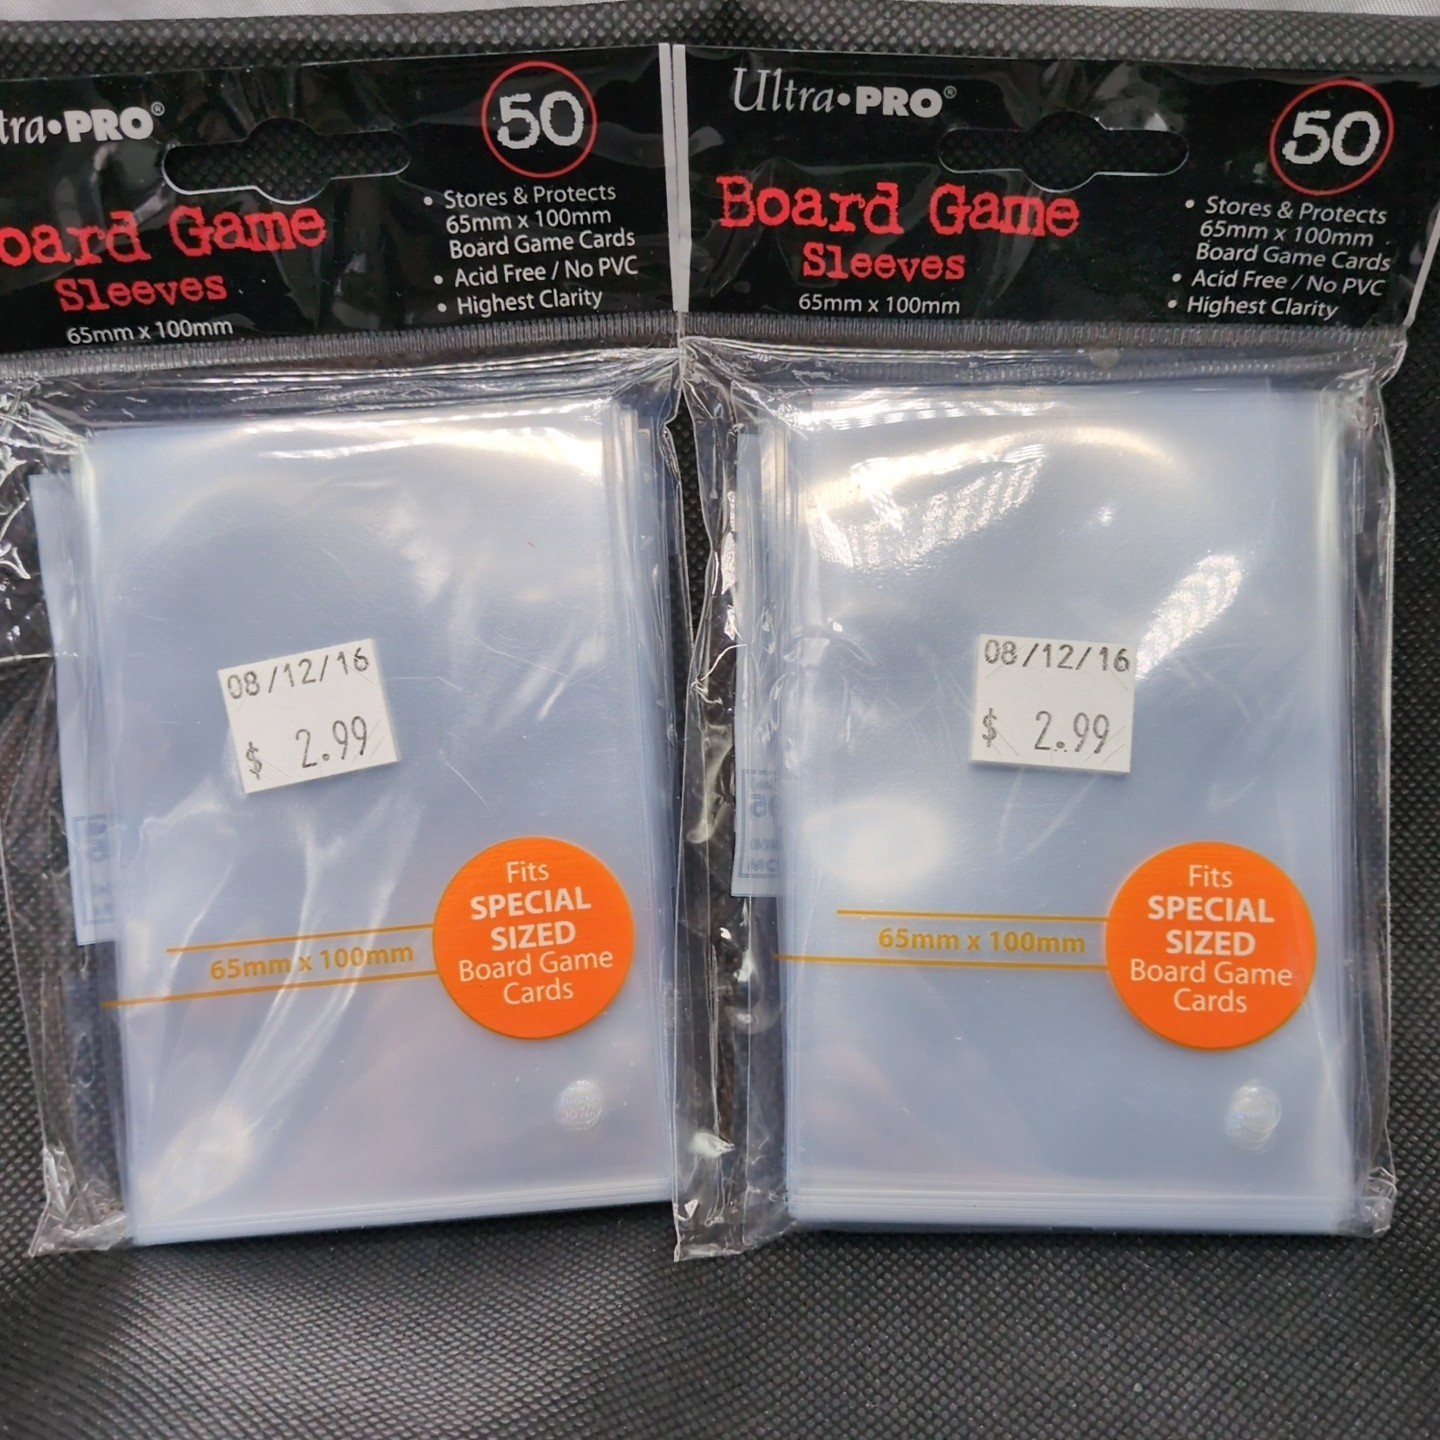 tra•PRO®
50
oard Game
Sleeves
65mm x 100mm
• Stores & Protects
65mm x 100mm
Board Game Cards
• Acid Free / No PVC
• Highest Clarity
08/12/16
$ 2.99
65mm x 100mm
Fits
SPECIAL
SIZED
Board Game
Cards
Ultra•PRO®
50
Board Game
Sleeves
65mm x 100mm
• Stores & Protects
65mm x 100mm
Board Game Cards
• Acid Free / No PVC
• Highest Clarity
08/12/16
$ 2.99
65mm x 100mm
Fits
SPECIAL
SIZED
Board Game
Cards